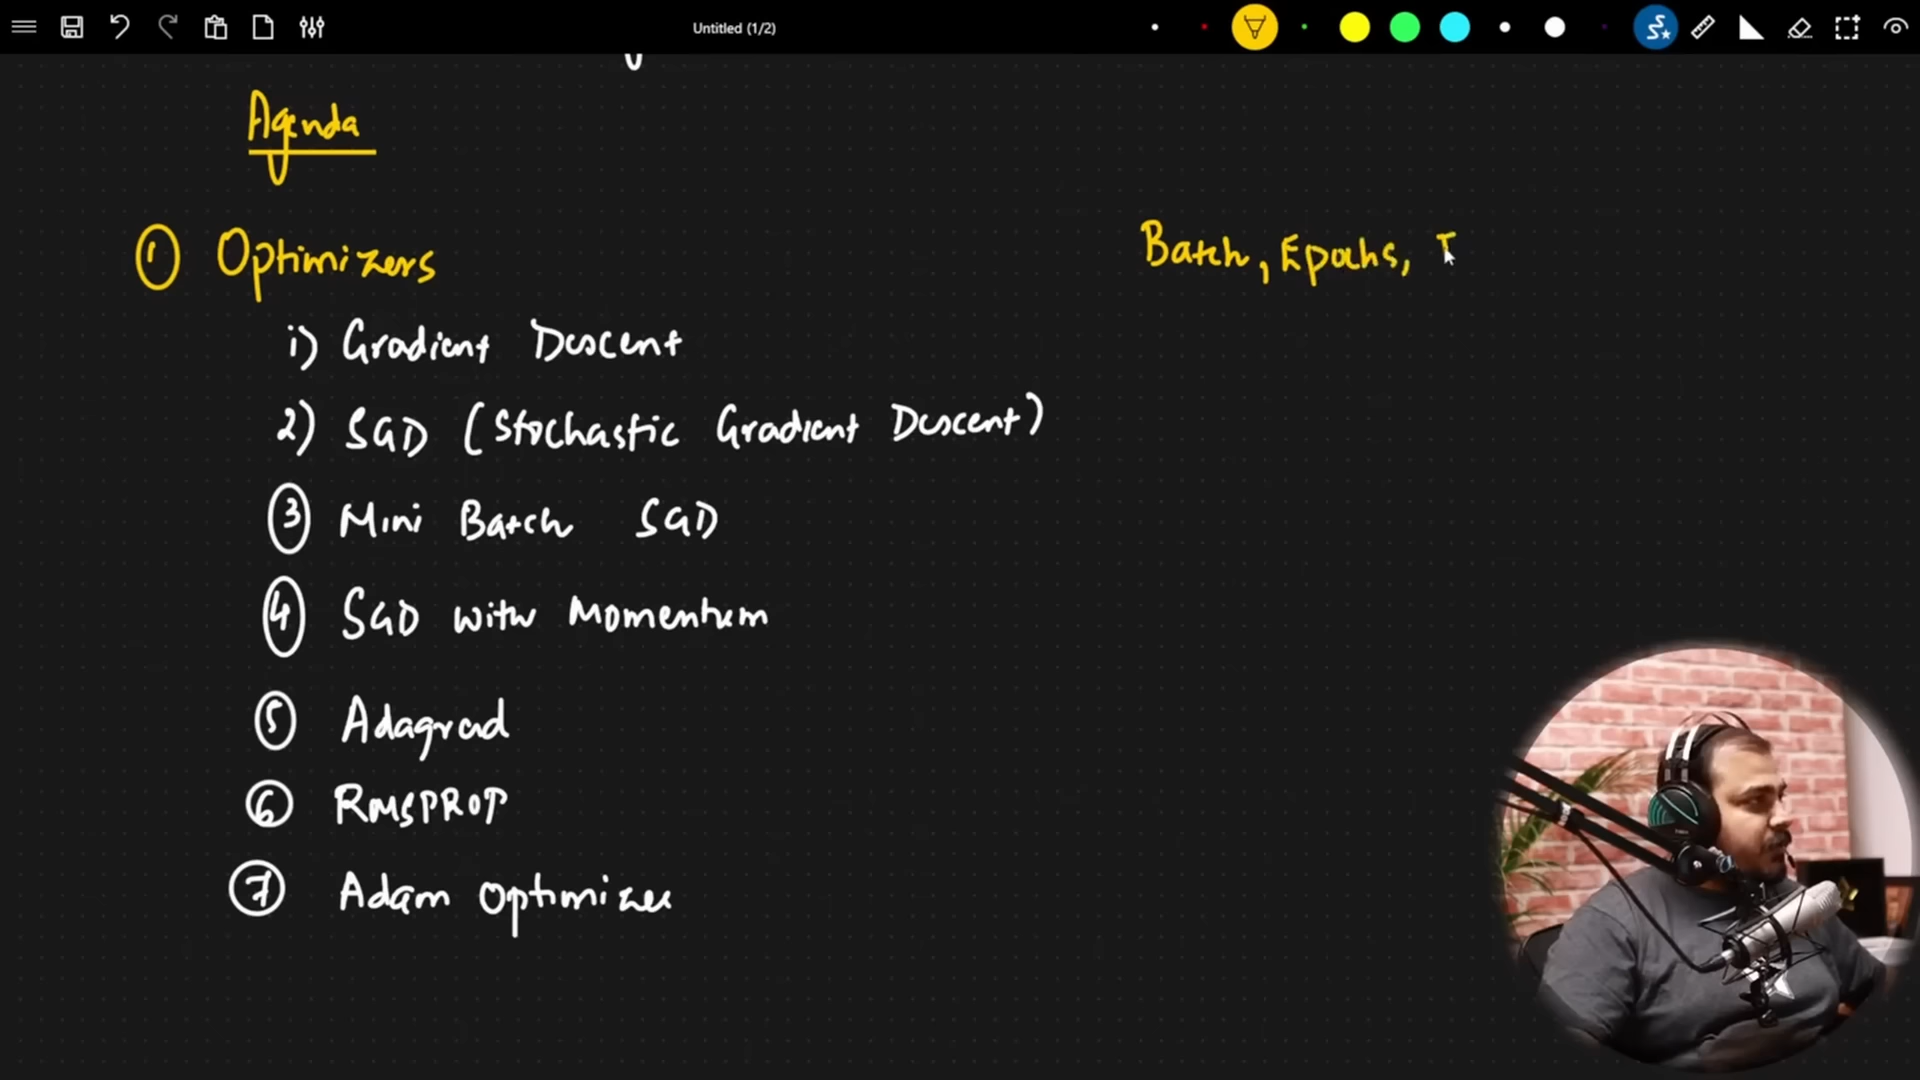 Untitled (1/2)
Agenda
① Optimizers
Batch, Epochs, I
i) Gradient Descent
2) SGD (Stochastic Gradient Descent)
③ Mini Batch SGD
④ SGD with Momentum
⑤ Adagrad
⑥ RMSPROP
⑦ Adam Optimizer